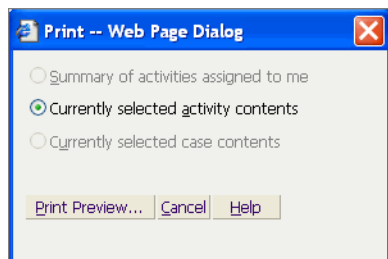 Print -- Web Page Dialog
Summary of activities assigned to me
Currently selected activity contents
Currently selected case contents
Print Preview... Cancel Help